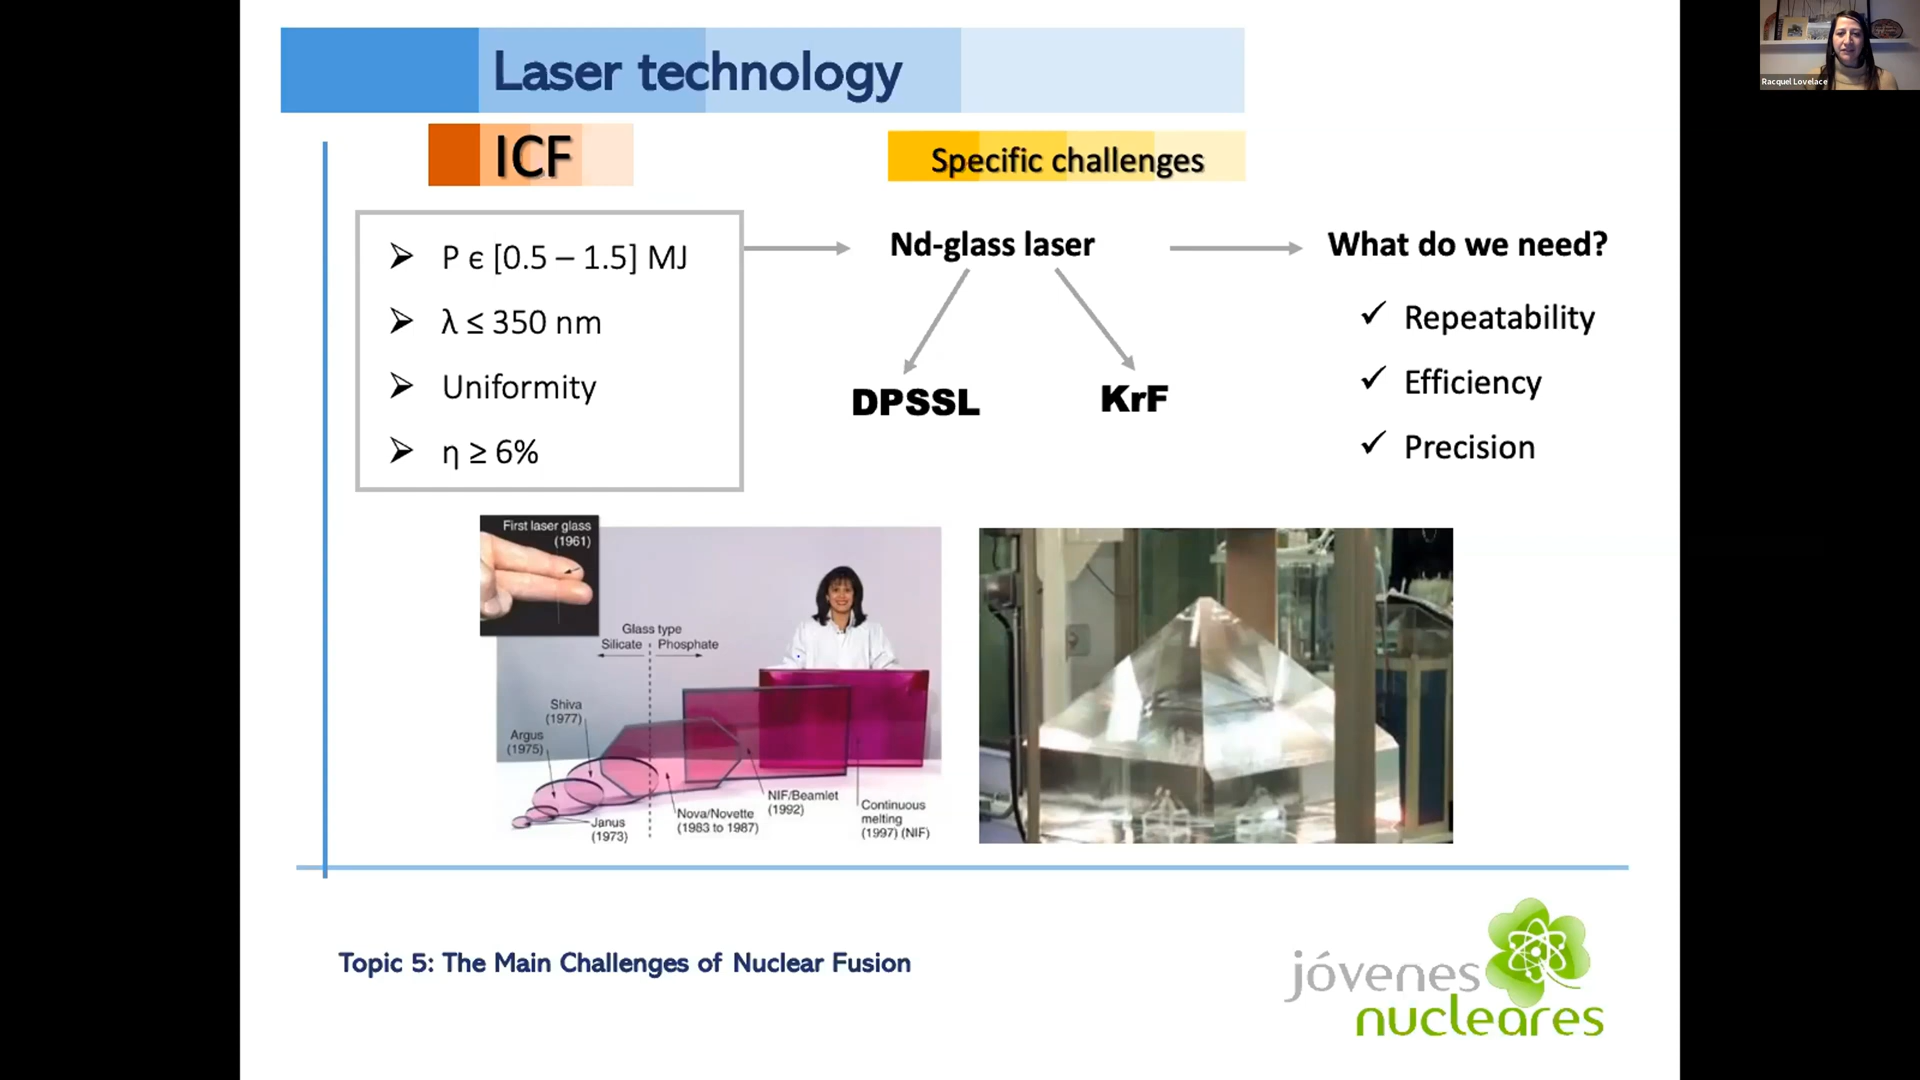 Laser technology
ICF
Specific challenges
P ϵ [0.5 – 1.5] MJ
λ ≤ 350 nm
Uniformity
η ≥ 6%
Nd-glass laser
DPSSL
KrF
What do we need?
Repeatability
Efficiency
Precision
First laser glass
(1961)
Glass type
Silicate
Phosphate
Shiva
(1977)
Argus
(1975)
Janus
(1973)
Nova/Novette
(1983 to 1987)
NIF/Beamlet
(1992)
Continuous
melting
(1997) (NIF)
Topic 5: The Main Challenges of Nuclear Fusion
jóvenes
nucleares
Racquel Lovelace